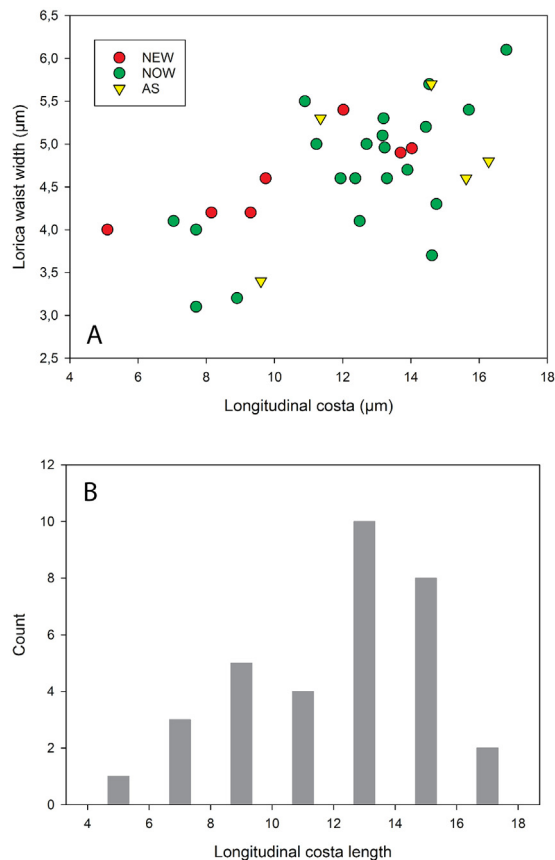 6,5
6,0
5,5
5,0
4,5
4,0
3,5
3,0
2,5
Lorica waist width (µm)
NEW
NOW
AS
A
4 6 8 10 12 14 16 18
Longitudinal costa (µm)
B
12
10
8
6
4
2
0
Count
4 6 8 10 12 14 16 18
Longitudinal costa length